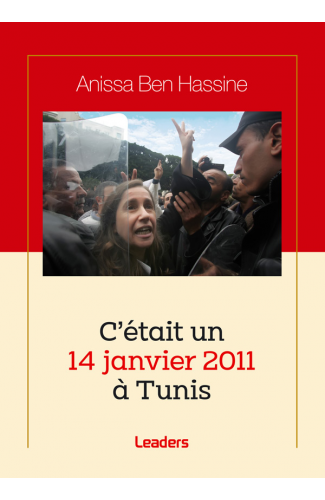 Anissa Ben Hassine
C'était un
14 janvier 2011
à Tunis
Leaders